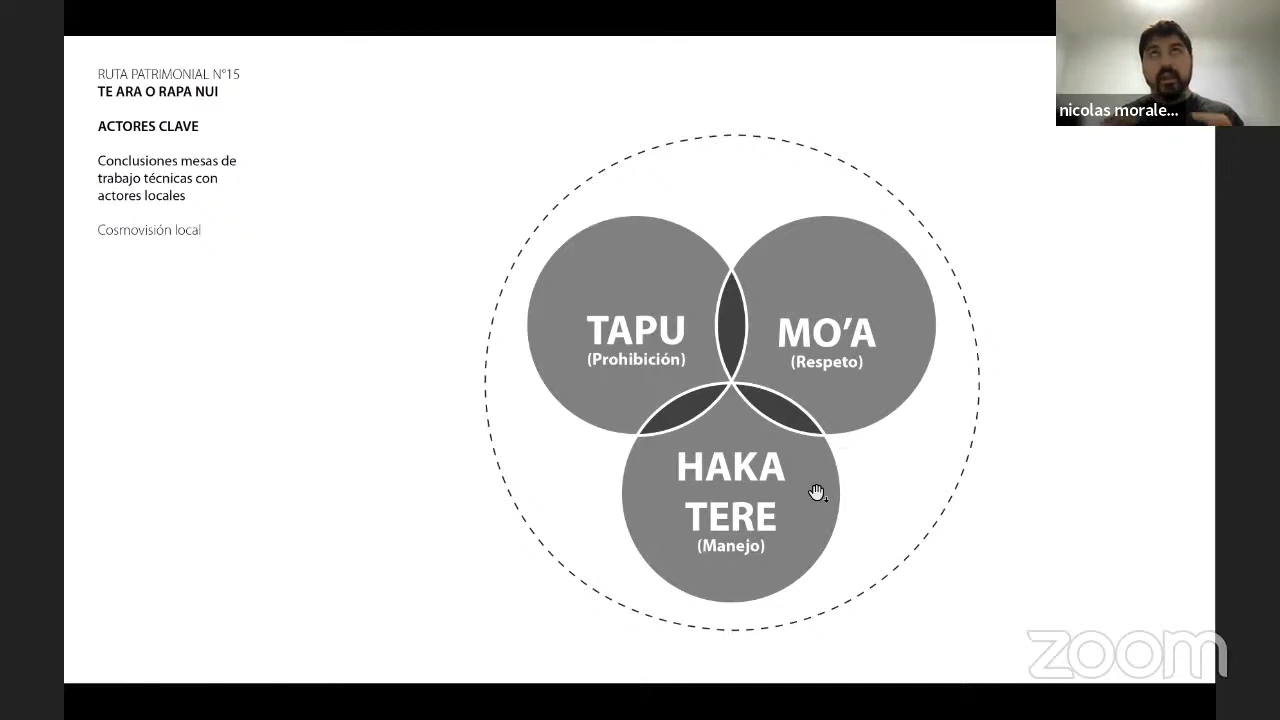 RUTA PATRIMONIAL N°15
TE ARA O RAPA NUI
ACTORES CLAVE
Conclusiones mesas de
trabajo técnicas con
actores locales
Cosmovisión local
TAPU
(Prohibición)
MO’A
(Respeto)
HAKA
TERE
(Manejo)
nicolas morale...
zoom